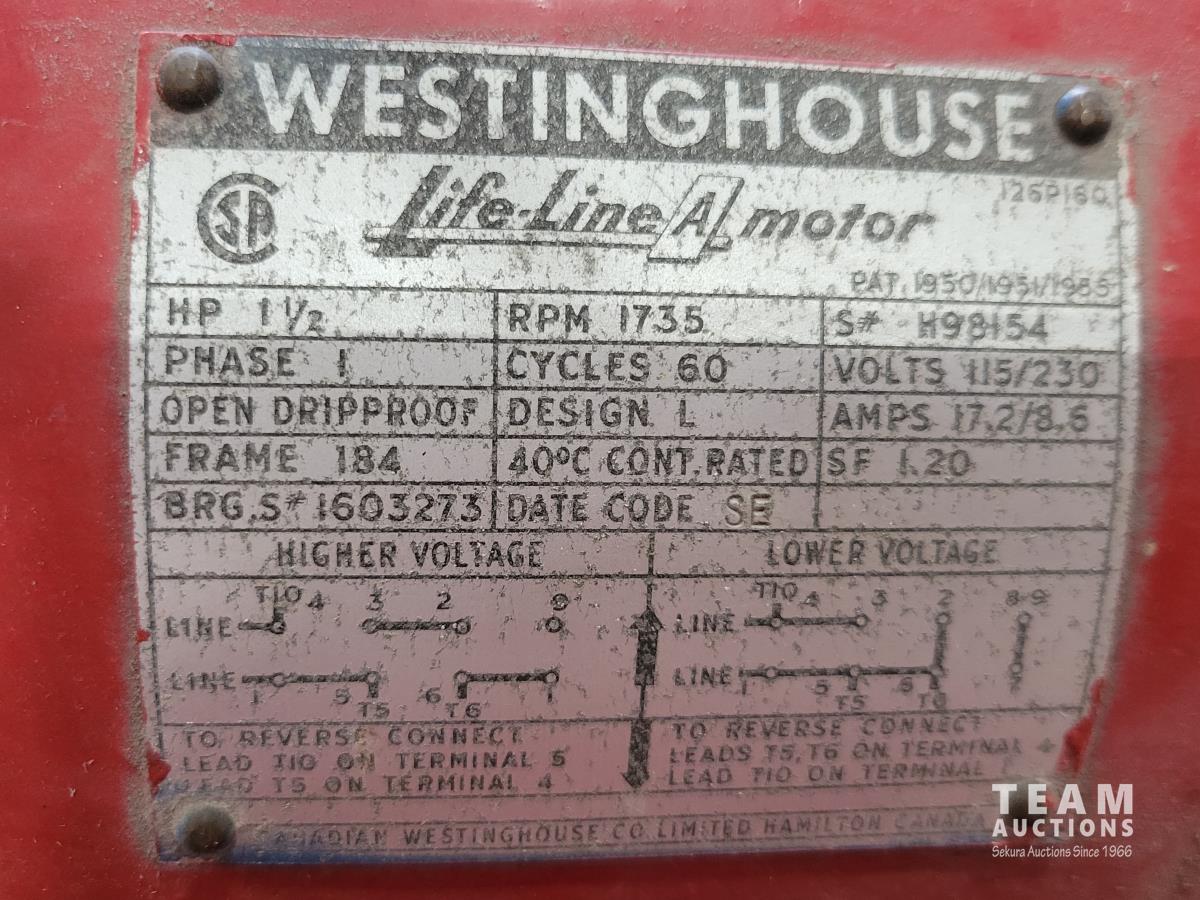 WESTINGHOUSE
CSA Life-Line A motor 126P160
PAT. 1950/1951/1955
HP 1 1/2 RPM 1735 S# H98154
PHASE 1 CYCLES 60 VOLTS 115/230
OPEN DRIPPROOF DESIGN L AMPS 17.2/8.6
FRAME 184 40°C CONT. RATED SF 1.20
BRG. S# 1603273 DATE CODE SE
HIGHER VOLTAGE LOWER VOLTAGE
T10 4 3 2 9 T10 4 3 2 8-9
LINE LINE
LINE LINE
1 5 6 1 5 6
T5 T6 T5 T6
TO REVERSE CONNECT TO REVERSE CONNECT
LEAD T10 ON TERMINAL 5 LEADS T5, T6 ON TERMINAL 4
LEAD T5 ON TERMINAL 4 LEAD T10 ON TERMINAL
CANADIAN WESTINGHOUSE CO. LIMITED HAMILTON CANADA
TEAM
AUCTIONS
Sekura Auctions Since 1966